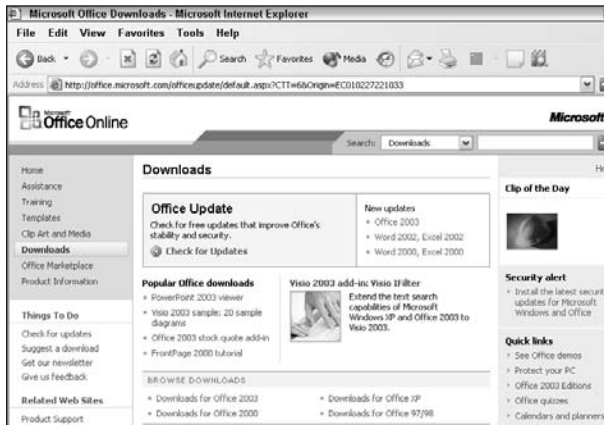 Microsoft Office Downloads - Microsoft Internet Explorer
File Edit View Favorites Tools Help
Back Search Favorites Media
Address http://office.microsoft.com/officeupdate/default.aspx?CTT=6&Origin=EC010227221033
Microsoft
Office Online
Microsoft
Search: Downloads
Home
Assistance
Training
Templates
Clip Art and Media
Downloads
Office Marketplace
Product Information
Things To Do
Check for updates
Suggest a download
Get our newsletter
Give us feedback
Related Web Sites
Product Support
Downloads
Office Update
Check for free updates that improve Office's
stability and security.
Check for Updates
New updates
Office 2003
Word 2002, Excel 2002
Word 2000, Excel 2000
Popular Office downloads
PowerPoint 2003 viewer
Visio 2003 sample: 20 sample
diagrams
Office 2003 stock quote add-in
FrontPage 2000 tutorial
Visio 2003 add-in: Visio IFilter
Extend the text search
capabilities of Microsoft
Windows XP and Office 2003 to
Visio 2003.
BROWSE DOWNLOADS
Downloads for Office 2003
Downloads for Office XP
Downloads for Office 2000
Downloads for Office 97/98
Clip of the Day
Security alert
Install the latest
updates for Microsoft
Windows and Office
Quick links
See Office demos
Protect your PC
Office 2003 Editions
Office quizzes
Calendars and planners